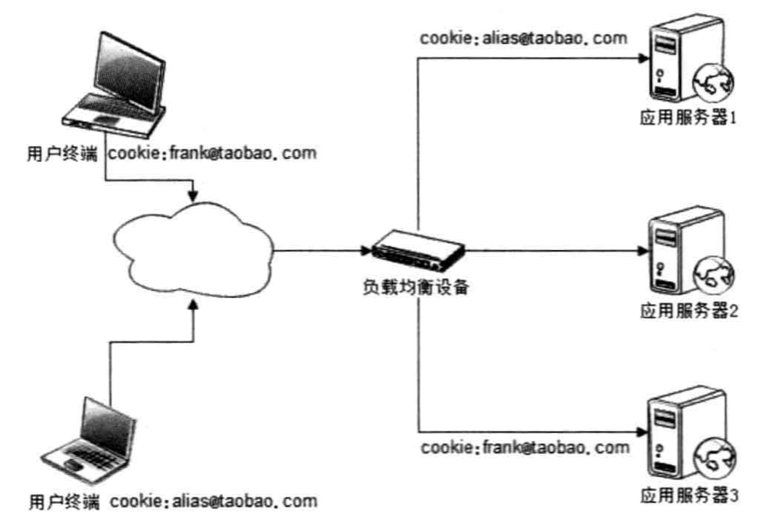 cookie:alias@taobao.com
应用服务器1
用户终端 cookie:frank@taobao.com
负载均衡设备
应用服务器2
cookie:frank@taobao.com
应用服务器3
用户终端 cookie:alias@taobao.com